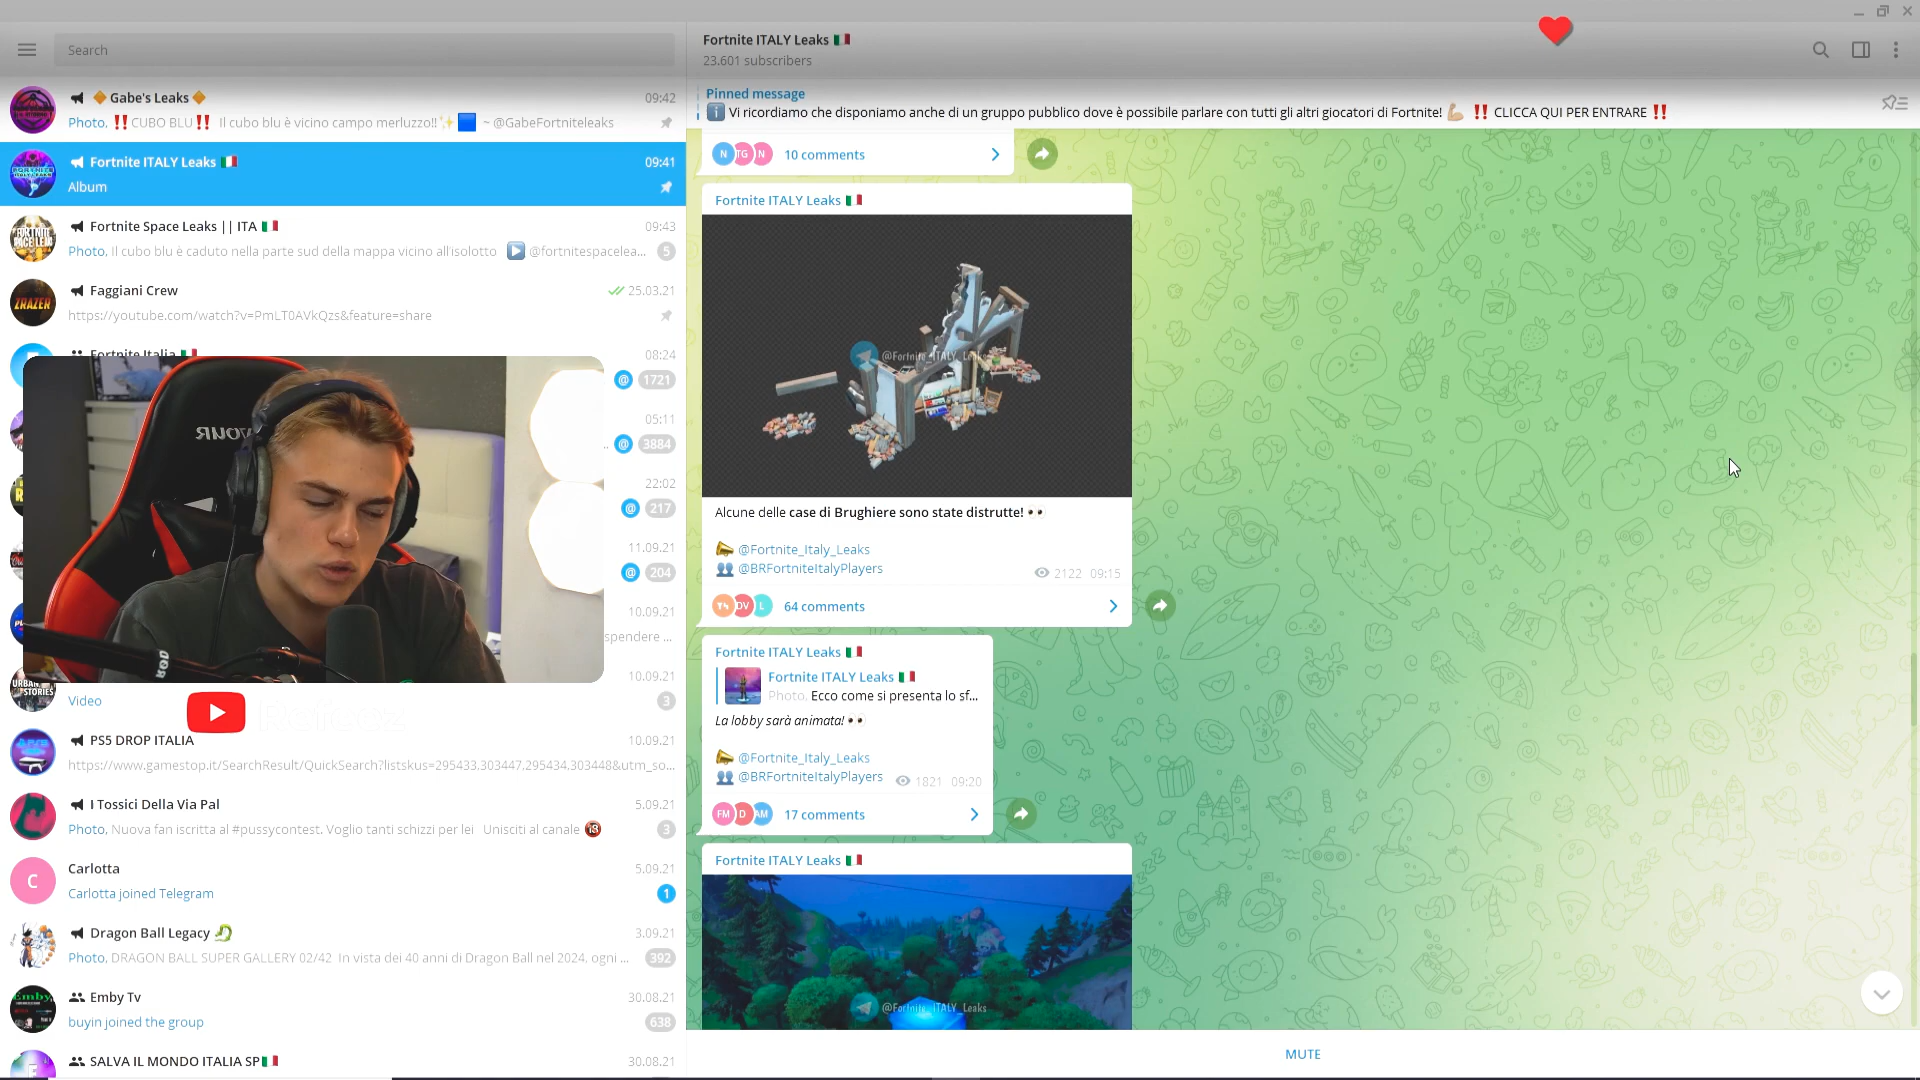 Search
Gabe's Leaks
09:42
Photo, ‼️CUBO BLU‼️ Il cubo blu è vicino campo merluzzo!!✨🟦 ~ @GabeFortniteleaks
Fortnite ITALY Leaks 🇮🇹
09:41
Album
Fortnite Space Leaks || ITA 🇮🇹
09:43
Photo, Il cubo blu è caduto nella parte sud della mappa vicino all'isolotto ▶️ @fortnitespacelea...
5
Faggiani Crew
25.03.21
https://youtube.com/watch?v=PmLT0AVkQzs&feature=share
Fortnite Italia
08:24
@ 1721
05:11
@ 3884
22:02
@ 217
11.09.21
@ 204
10.09.21
spendere ...
10.09.21
Video
3
PS5 DROP ITALIA
10.09.21
https://www.gamestop.it/SearchResult/QuickSearch?listskus=295433.303447.295434.303448&utm_so...
I Tossici Della Via Pal
5.09.21
Photo, Nuova fan iscritta al #pussycontest. Voglio tanti schizzi per lei Unisciti al canale 🔞
3
C
Carlotta
5.09.21
Carlotta joined Telegram
1
Dragon Ball Legacy 🐉
3.09.21
Photo, DRAGON BALL SUPER GALLERY 02/42 In vista dei 40 anni di Dragon Ball nel 2024, ogni ...
392
Emby Tv
30.08.21
buyin joined the group
638
SALVA IL MONDO ITALIA SP🇮🇹
30.08.21
Fortnite ITALY Leaks 🇮🇹
23.601 subscribers
Pinned message
ℹ️ Vi ricordiamo che disponiamo anche di un gruppo pubblico dove è possibile parlare con tutti gli altri giocatori di Fortnite! 💪🏼 ‼️ CLICCA QUI PER ENTRARE ‼️
N TG N 10 comments
Fortnite ITALY Leaks 🇮🇹
@Fortnite_ITALY_Leaks
Alcune delle case di Brughiere sono state distrutte! 👀
@Fortnite_Italy_Leaks
@BRFortniteItalyPlayers
2122 09:15
DV L 64 comments
Fortnite ITALY Leaks 🇮🇹
Fortnite ITALY Leaks 🇮🇹
Photo, Ecco come si presenta lo sf...
La lobby sarà animata! 👀
@Fortnite_Italy_Leaks
@BRFortniteItalyPlayers
1821 09:20
FM D AM 17 comments
Fortnite ITALY Leaks 🇮🇹
@Fortnite_ITALY_Leaks
MUTE